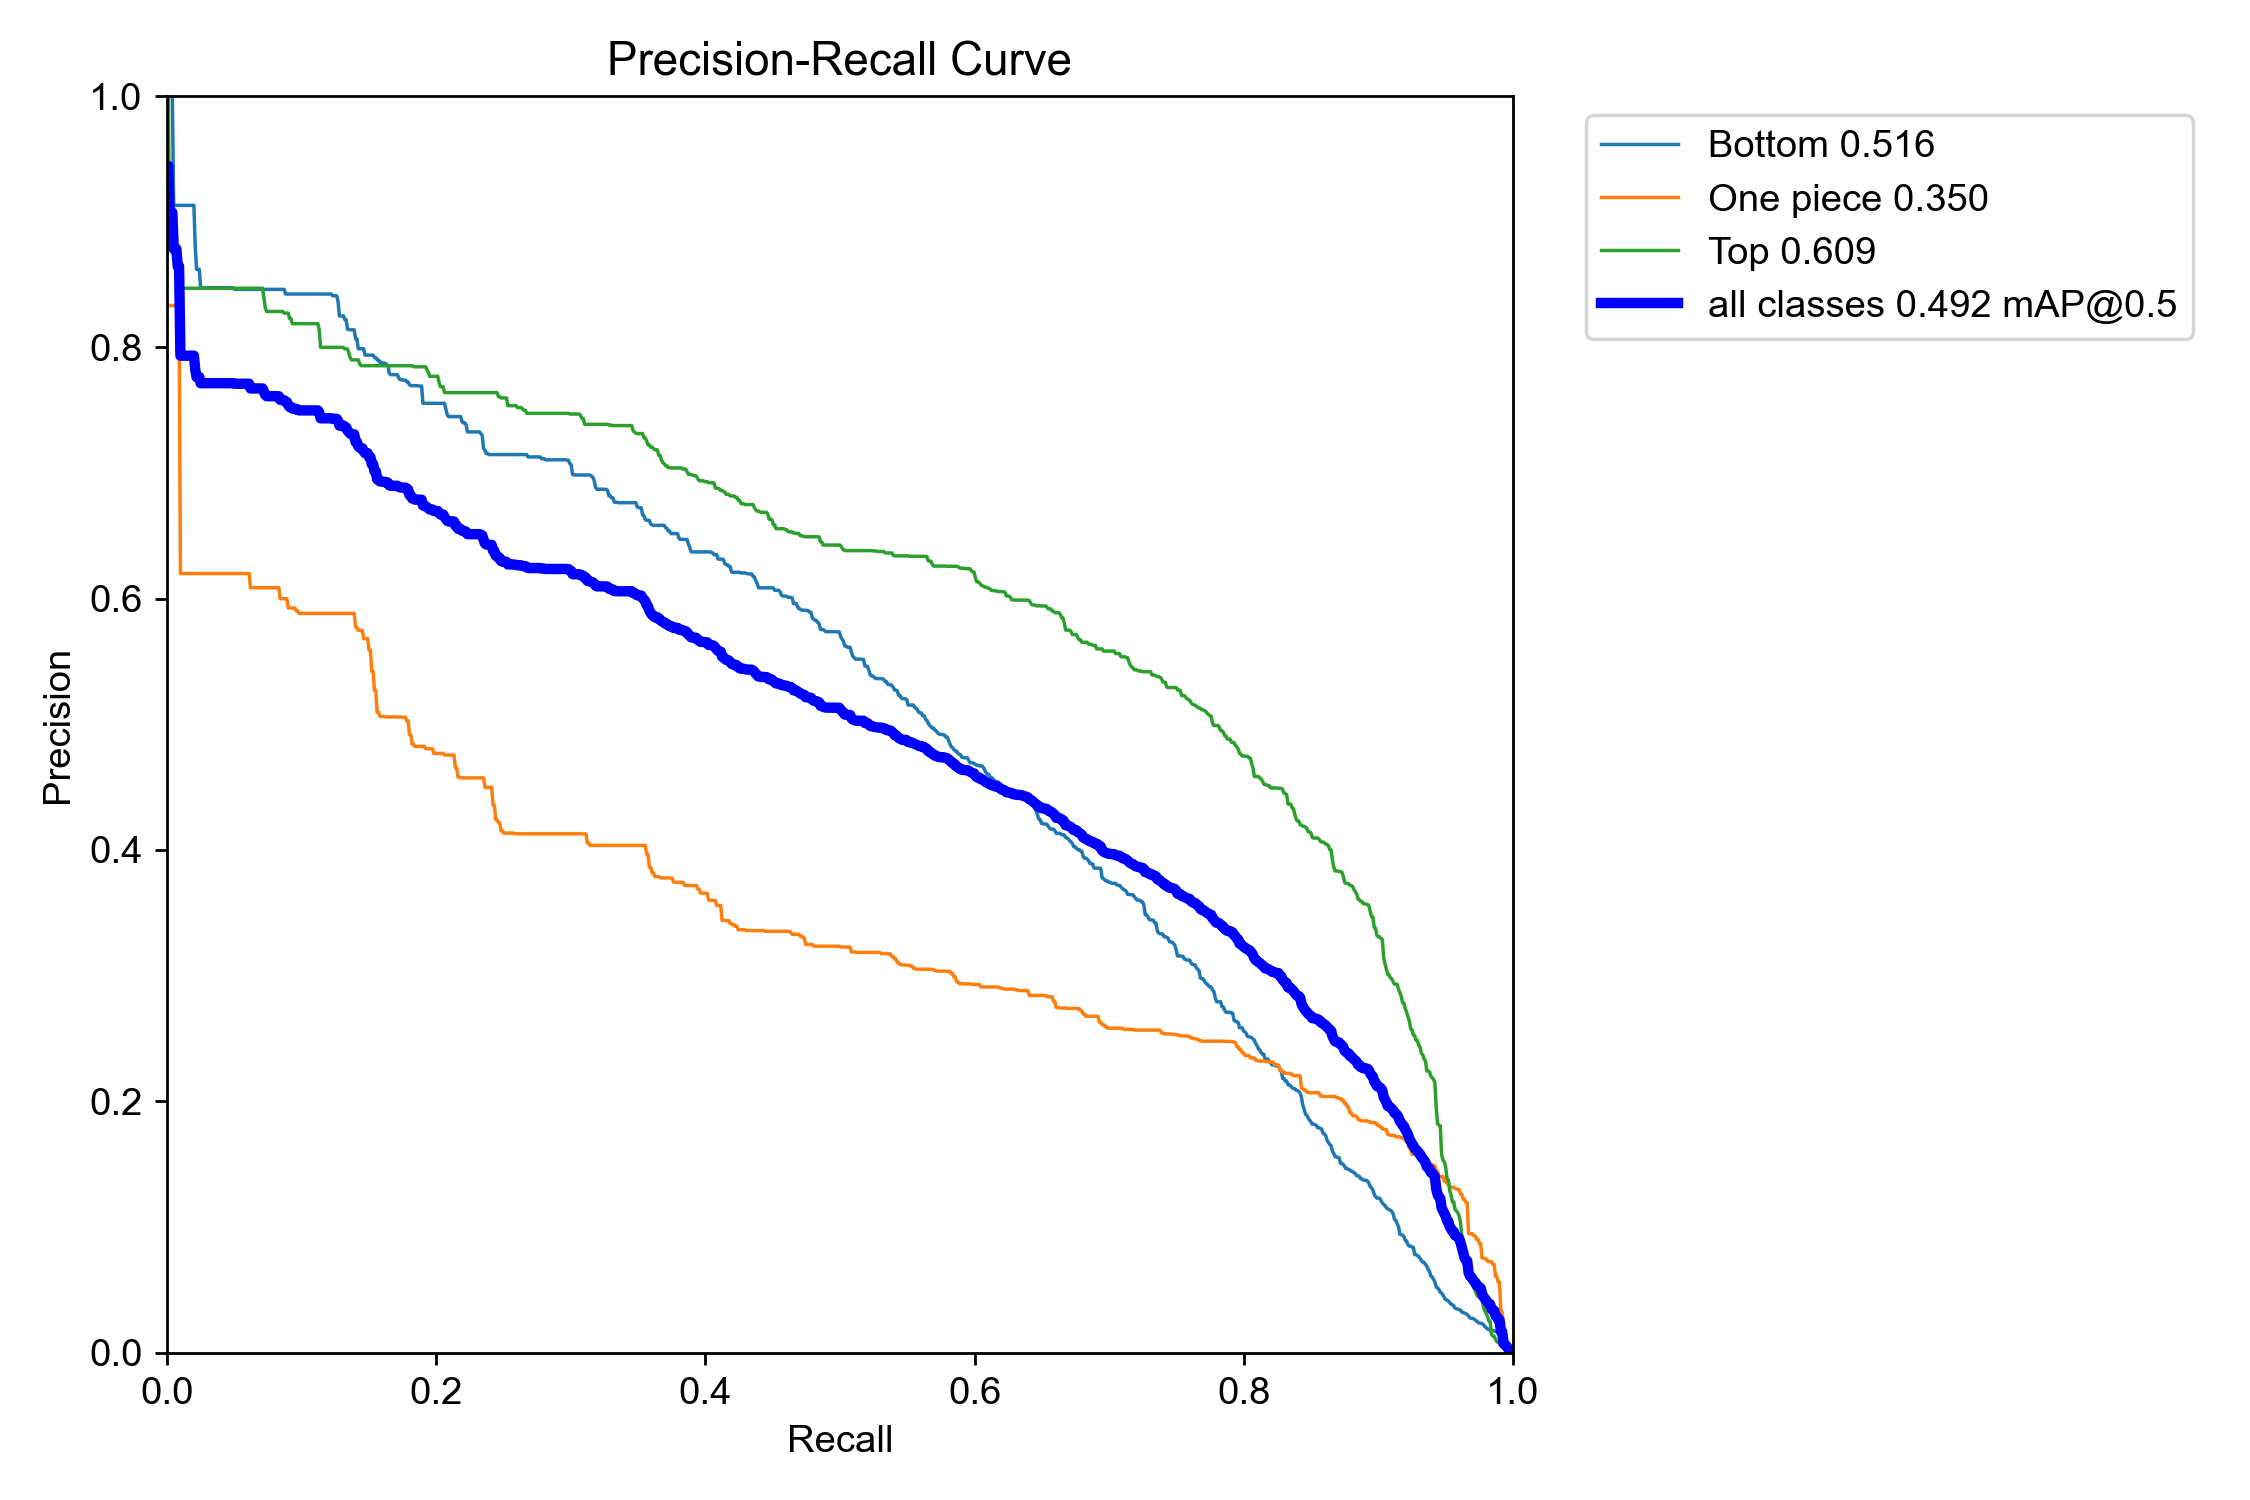 Precision-Recall Curve
1.0
0.8
0.6
0.4
0.2
0.0
Precision
0.0 0.2 0.4 0.6 0.8 1.0
Recall
Bottom 0.516
One piece 0.350
Top 0.609
all classes 0.492 mAP@0.5